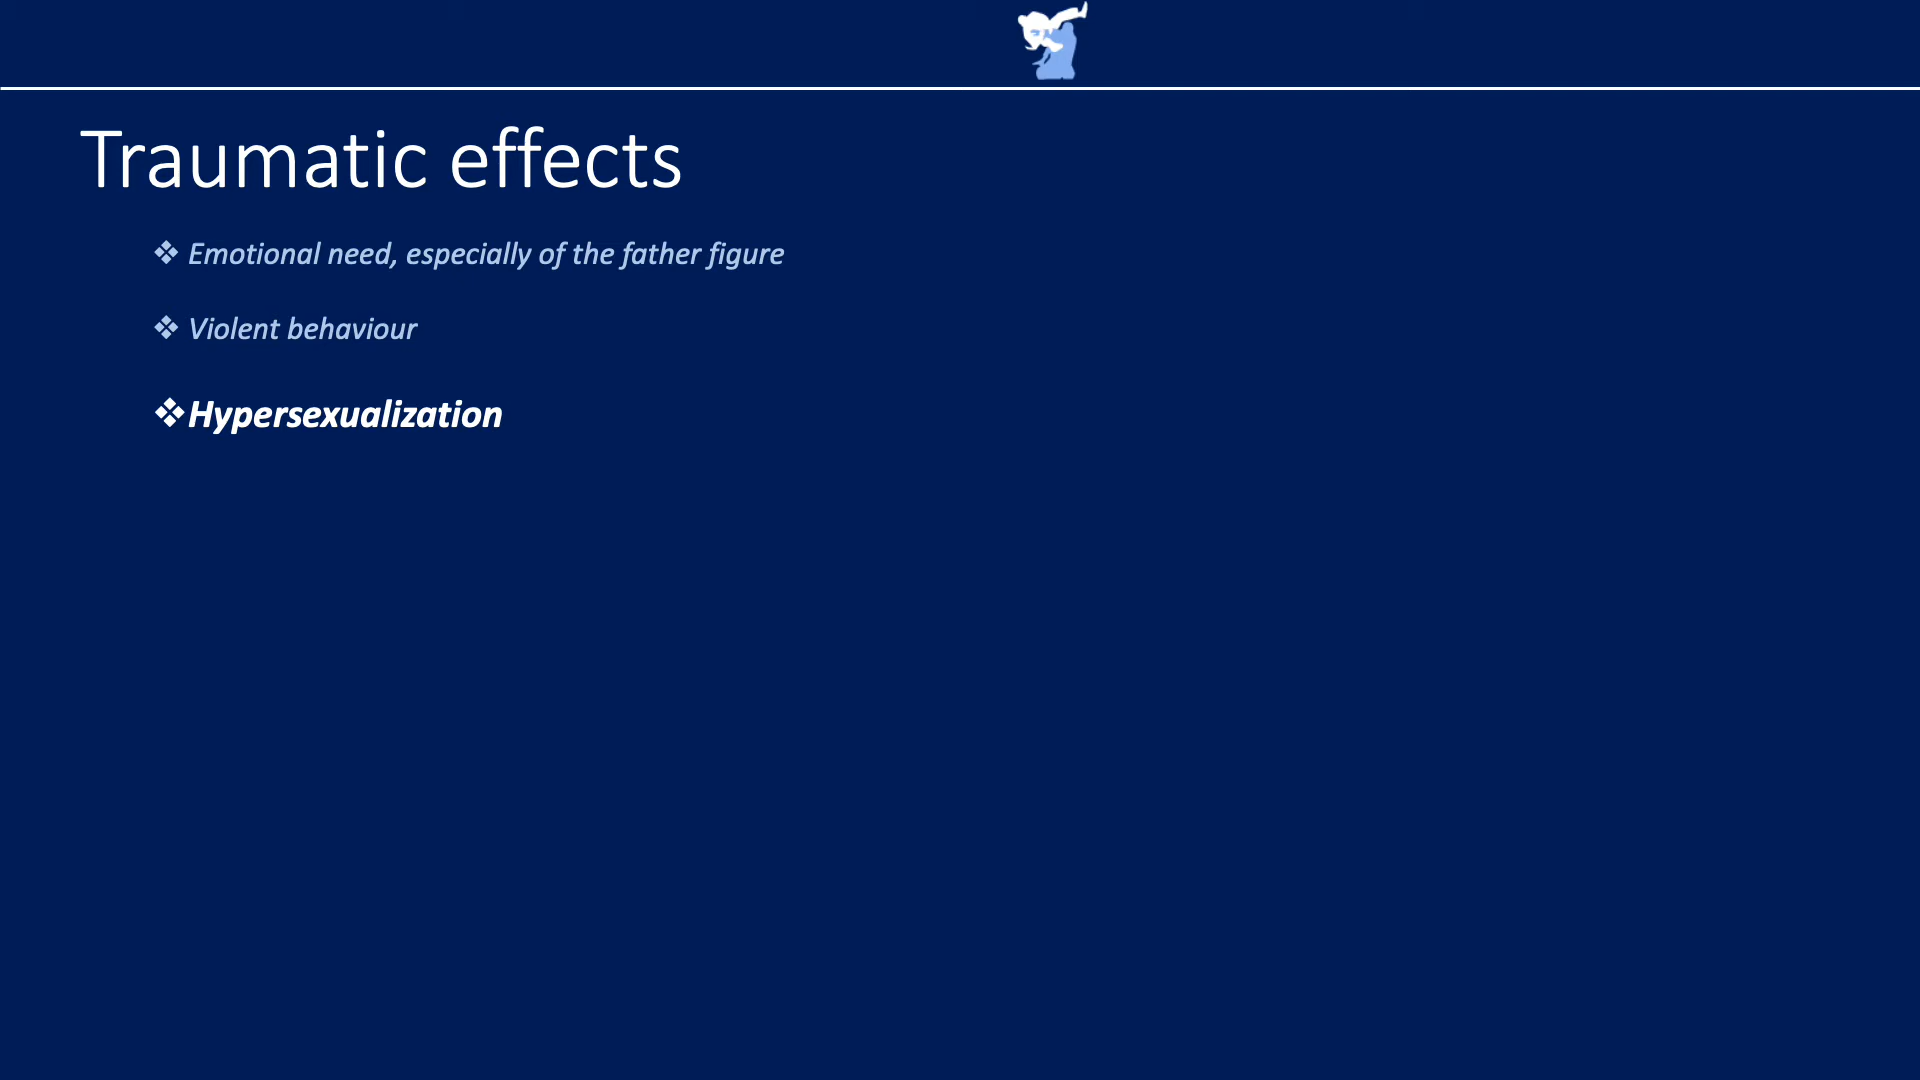 Traumatic effects
❖ Emotional need, especially of the father figure
❖ Violent behaviour
❖Hypersexualization